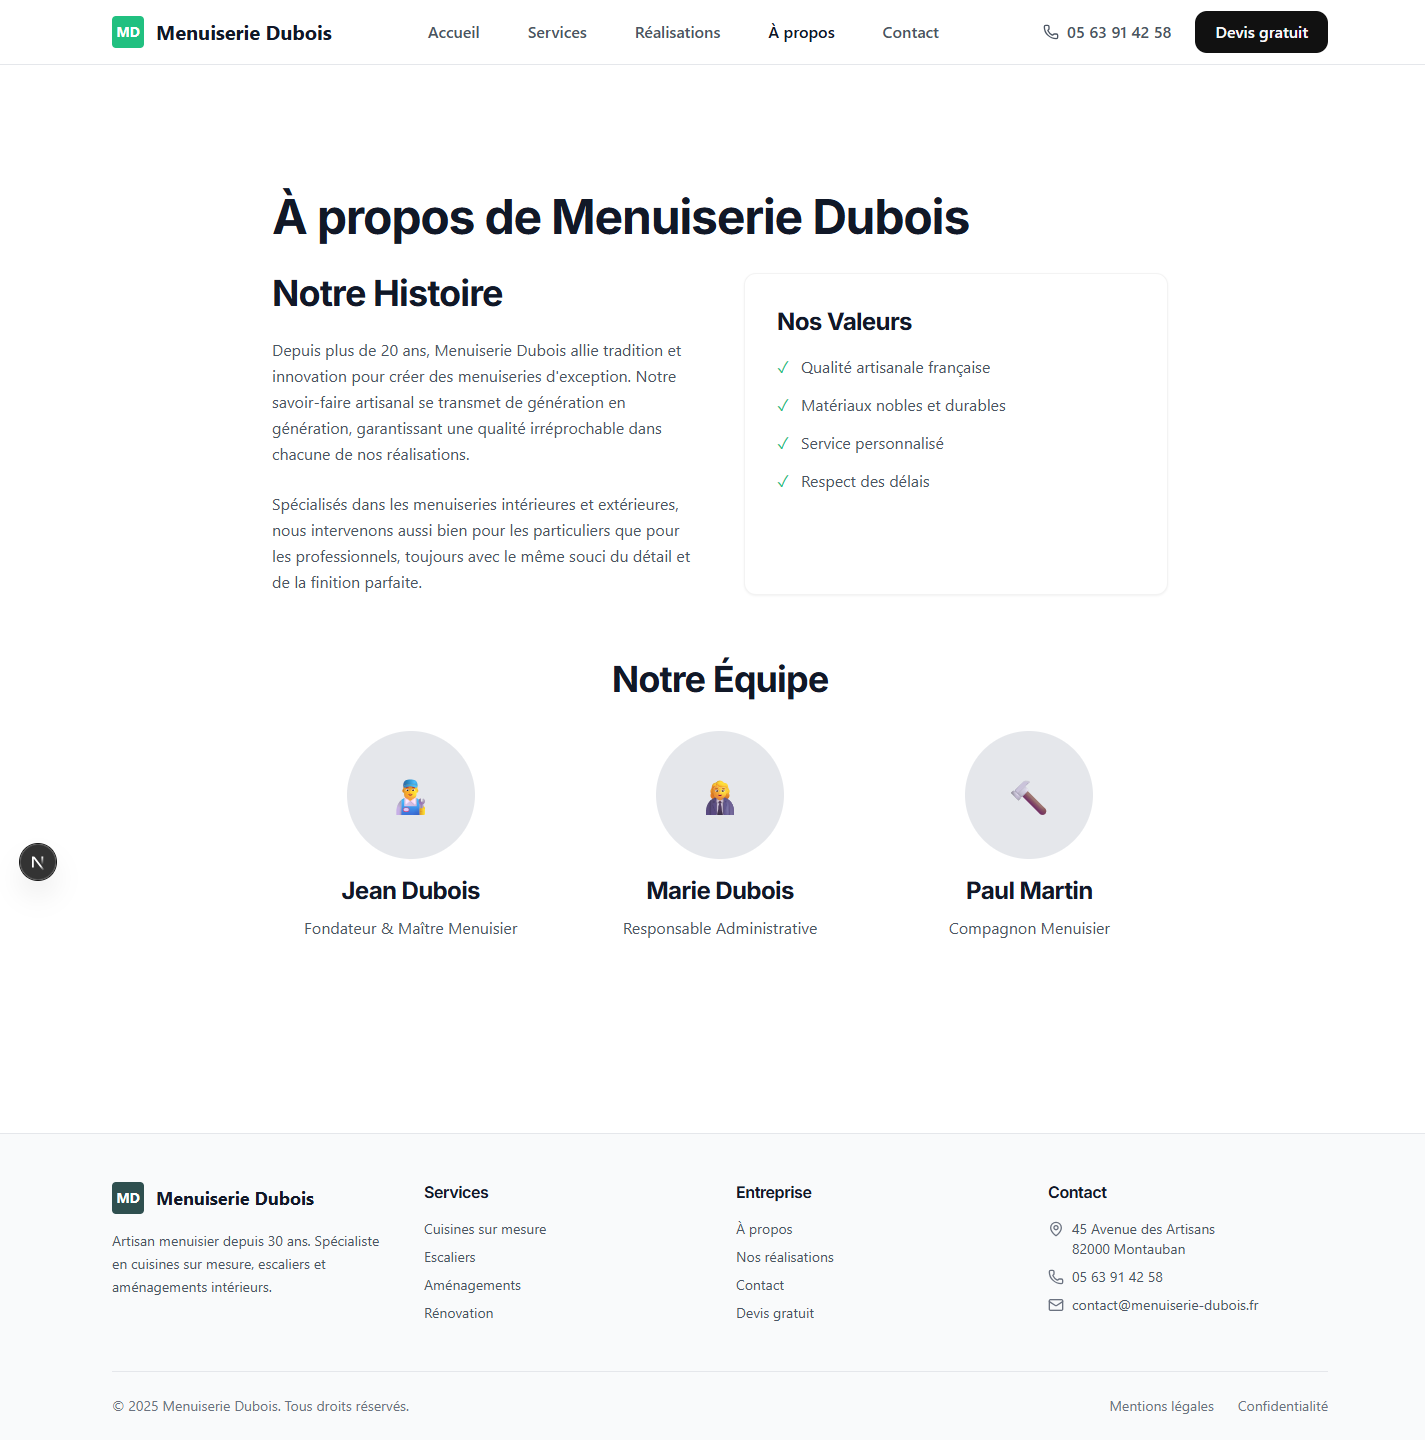 MD Menuiserie Dubois
Accueil
Services
Réalisations
À propos
Contact
05 63 91 42 58
Devis gratuit
À propos de Menuiserie Dubois
Notre Histoire
Depuis plus de 20 ans, Menuiserie Dubois allie tradition et
innovation pour créer des menuiseries d'exception. Notre
savoir-faire artisanal se transmet de génération en
génération, garantissant une qualité irréprochable dans
chacune de nos réalisations.
Spécialisés dans les menuiseries intérieures et extérieures,
nous intervenons aussi bien pour les particuliers que pour
les professionnels, toujours avec le même souci du détail et
de la finition parfaite.
Nos Valeurs
✓ Qualité artisanale française
✓ Matériaux nobles et durables
✓ Service personnalisé
✓ Respect des délais
Notre Équipe
Jean Dubois
Fondateur & Maître Menuisier
Marie Dubois
Responsable Administrative
Paul Martin
Compagnon Menuisier
N
MD Menuiserie Dubois
Artisan menuisier depuis 30 ans. Spécialiste
en cuisines sur mesure, escaliers et
aménagements intérieurs.
Services
Cuisines sur mesure
Escaliers
Aménagements
Rénovation
Entreprise
À propos
Nos réalisations
Contact
Devis gratuit
Contact
45 Avenue des Artisans
82000 Montauban
05 63 91 42 58
contact@menuiserie-dubois.fr
© 2025 Menuiserie Dubois. Tous droits réservés.
Mentions légales
Confidentialité